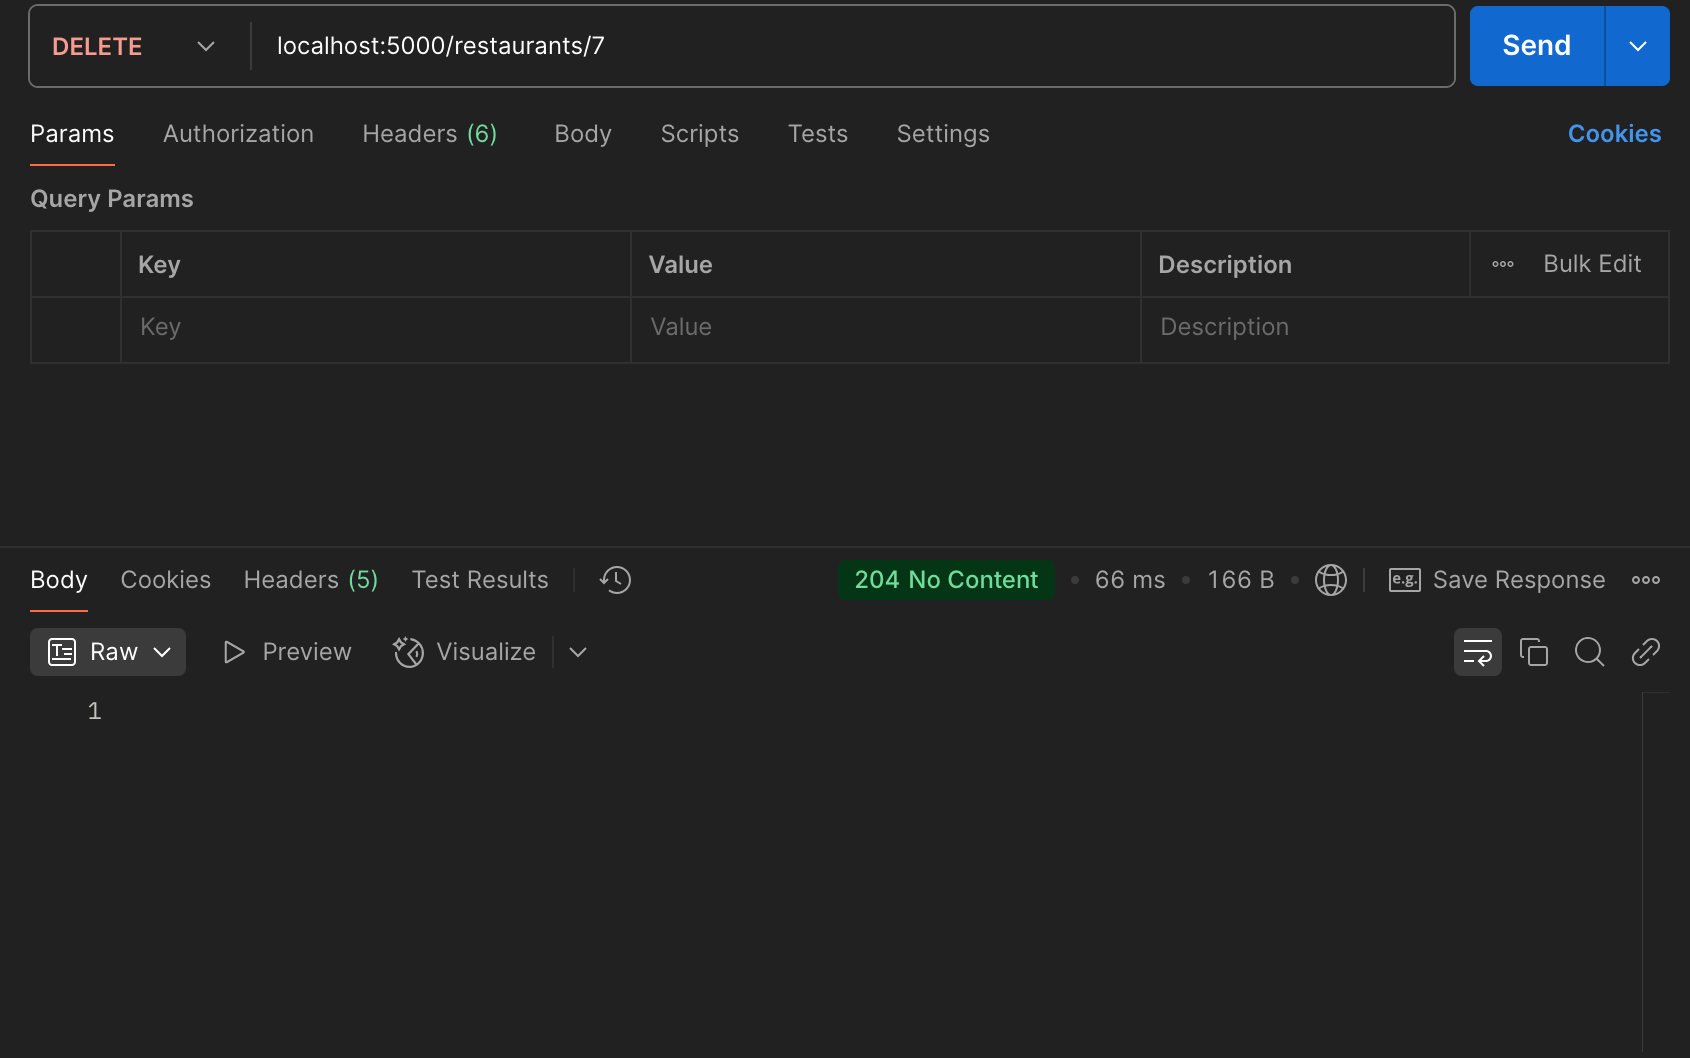 DELETE localhost:5000/restaurants/7 Send
Params Authorization Headers (6) Body Scripts Tests Settings Cookies
Query Params
Key Value Description Bulk Edit
Key Value Description
Body Cookies Headers (5) Test Results 204 No Content • 66 ms • 166 B • e.g. Save Response
Raw Preview Visualize
1